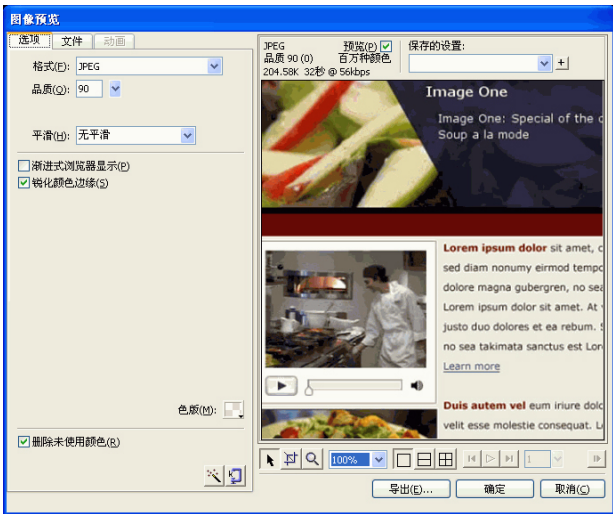 图像预览
选项 文件 动画
格式(F): JPEG
品质(Q): 90
平滑(H): 无平滑
渐进式浏览器显示(P)
锐化颜色边缘(S)
色版(M):
删除未使用颜色(R)
JPEG 预览(P)
品质 90 (0) 百万种颜色
204.58K 32秒 @ 56kbps
保存的设置:
Image One
Image One: Special of the
Soup a la mode
Lorem ipsum dolor sit amet, c
sed diam nonumy eirmod tempo
dolore magna gubergren, no sea
Lorem ipsum dolor sit amet. At
justo duo dolores et ea rebum.
no sea takimata sanctus est Lor
Learn more
Duis autem vel eum iriure dolo
velit esse molestie consequat. L
100%
1
导出(E)... 确定 取消(C)